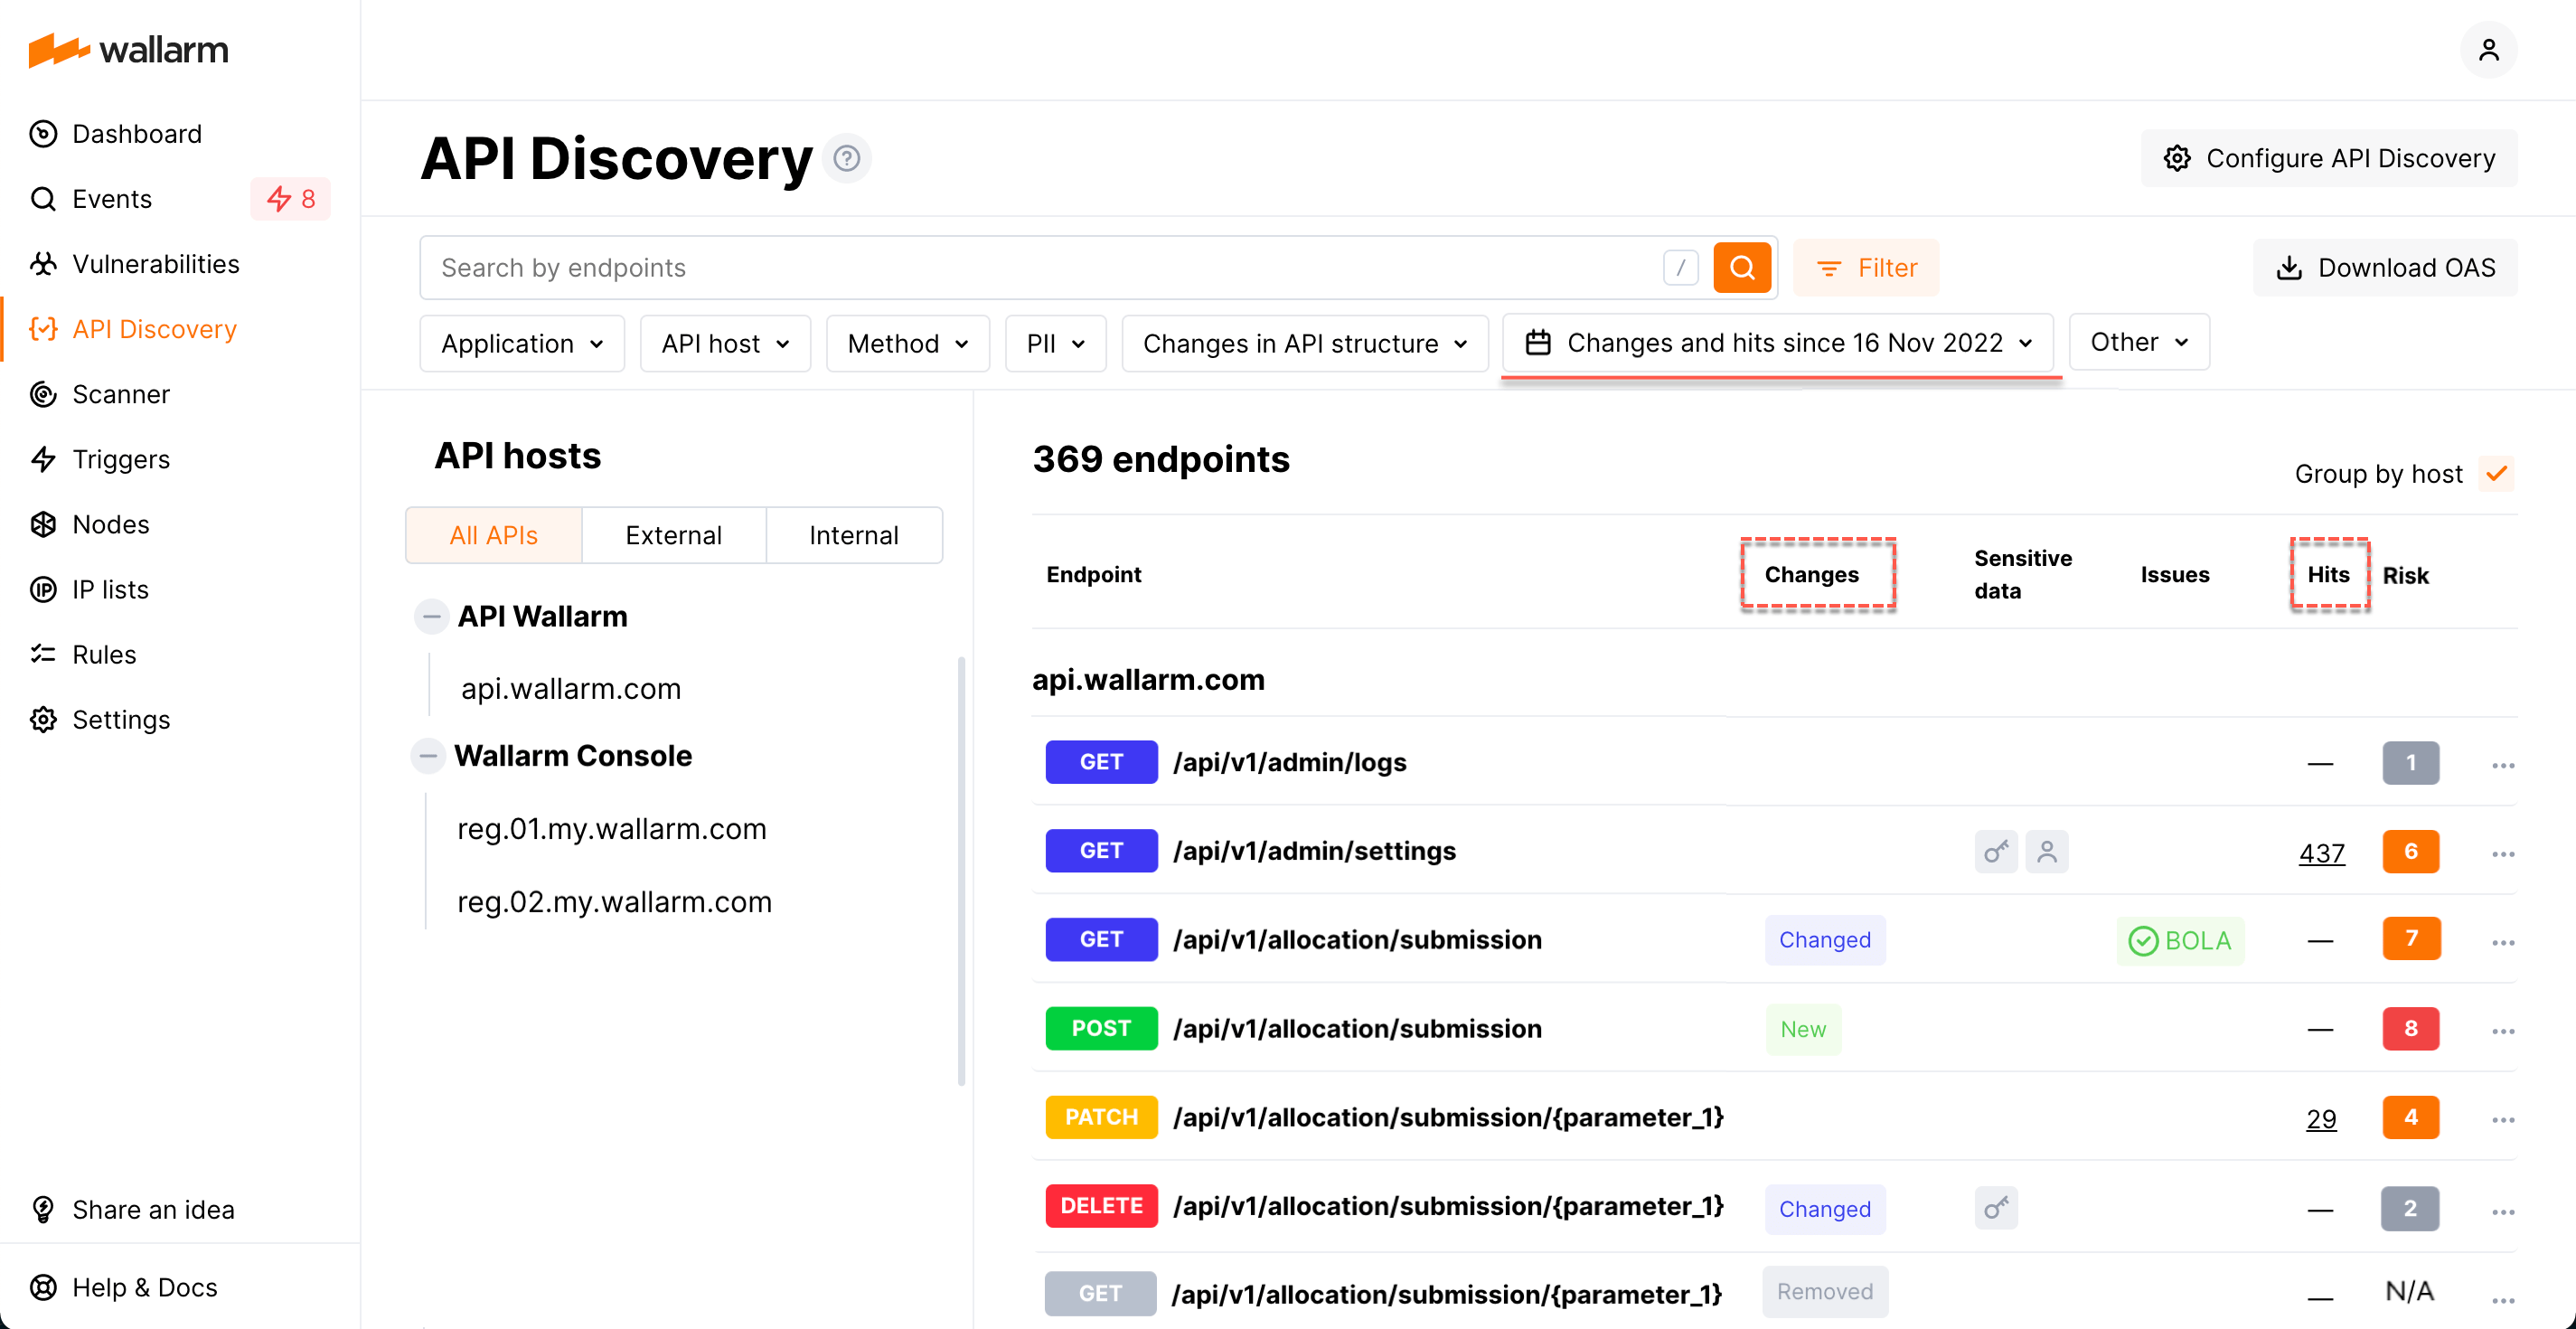 wallarm
Dashboard
Events 8
Vulnerabilities
API Discovery
Scanner
Triggers
Nodes
IP lists
Rules
Settings
Share an idea
Help & Docs
API Discovery ?
Configure API Discovery
Search by endpoints /
Filter
Download OAS
Application
API host
Method
PII
Changes in API structure
Changes and hits since 16 Nov 2022
Other
API hosts
All APIs External Internal
API Wallarm
api.wallarm.com
Wallarm Console
reg.01.my.wallarm.com
reg.02.my.wallarm.com
369 endpoints
Group by host
Endpoint Changes Sensitive data Issues Hits Risk
api.wallarm.com
GET /api/v1/admin/logs — 1 ...
GET /api/v1/admin/settings 437 6 ...
GET /api/v1/allocation/submission Changed BOLA — 7 ...
POST /api/v1/allocation/submission New — 8 ...
PATCH /api/v1/allocation/submission/{parameter_1} 29 4 ...
DELETE /api/v1/allocation/submission/{parameter_1} Changed — 2 ...
GET /api/v1/allocation/submission/{parameter_1} Removed — N/A ...